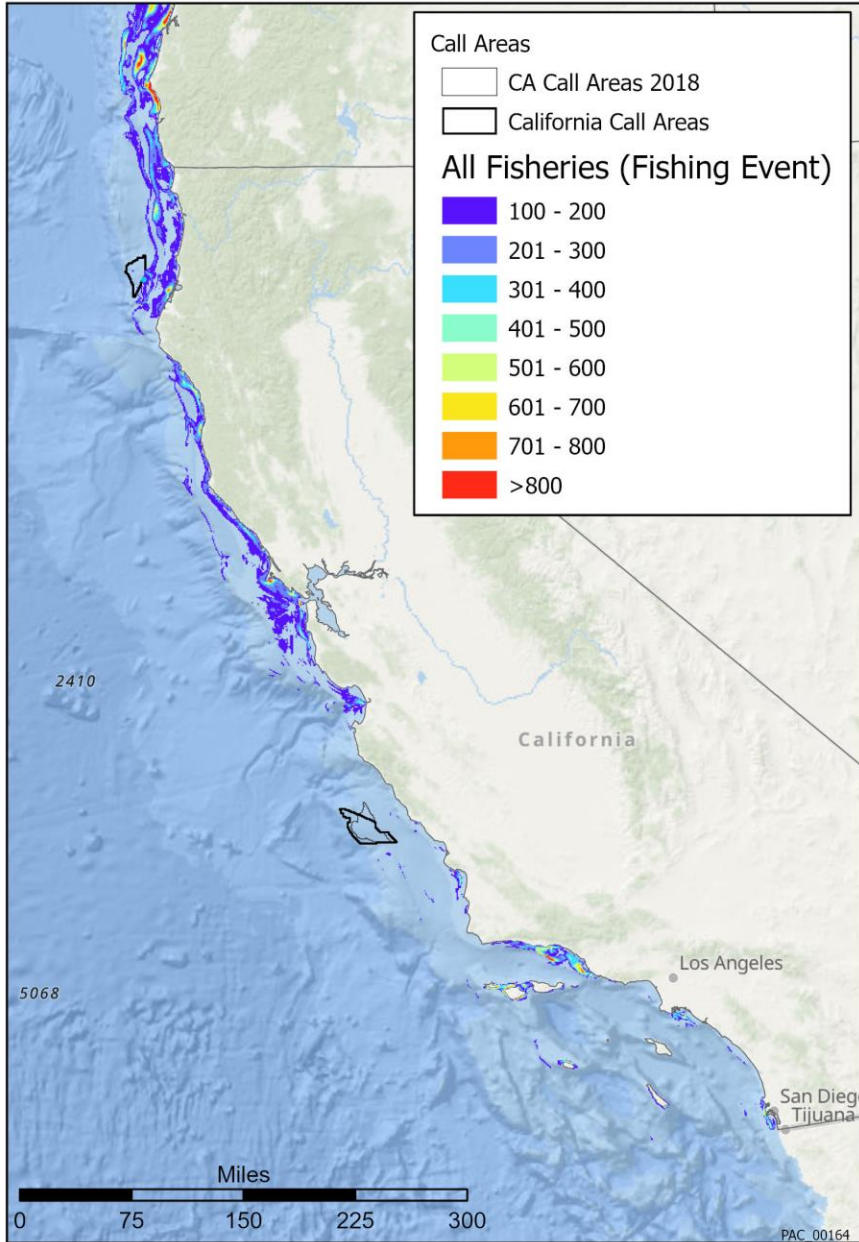 Call Areas
CA Call Areas 2018
California Call Areas
All Fisheries (Fishing Event)
100 - 200
201 - 300
301 - 400
401 - 500
501 - 600
601 - 700
701 - 800
>800
2410
California
Los Angeles
5068
San Dieg
Tijuana
Miles
0 75 150 225 300
PAC_00164